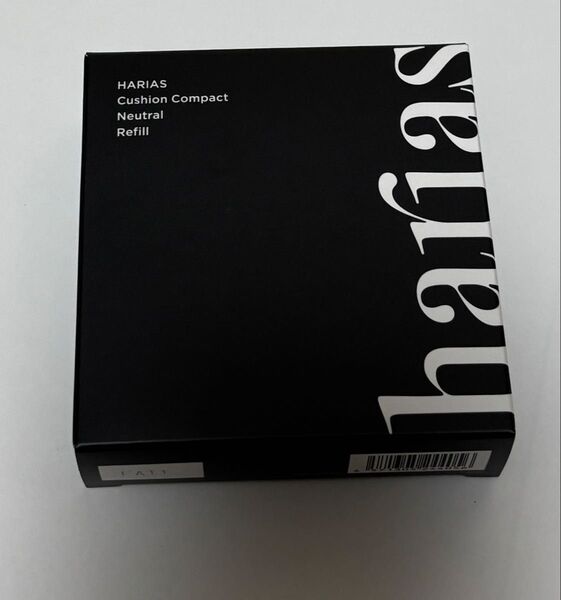 HARIAS
Cushion Compact
Neutral
Refill
harias